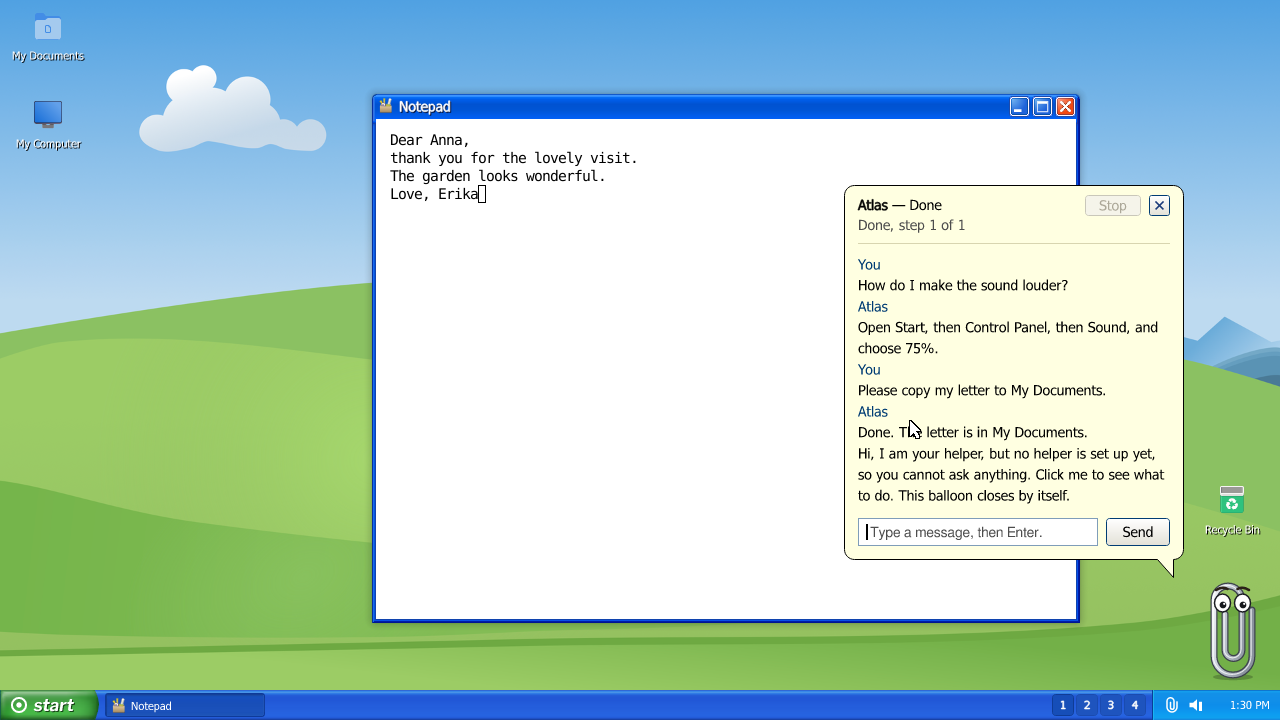 My Documents
My Computer
Notepad
Dear Anna,
thank you for the lovely visit.
The garden looks wonderful.
Love, Erika
Atlas — Done
Stop
Done, step 1 of 1
You
How do I make the sound louder?
Atlas
Open Start, then Control Panel, then Sound, and
choose 75%.
You
Please copy my letter to My Documents.
Atlas
Done. The letter is in My Documents.
Hi, I am your helper, but no helper is set up yet,
so you cannot ask anything. Click me to see what
to do. This balloon closes by itself.
Type a message, then Enter.
Send
Recycle Bin
start
Notepad
1 2 3 4
1:30 PM